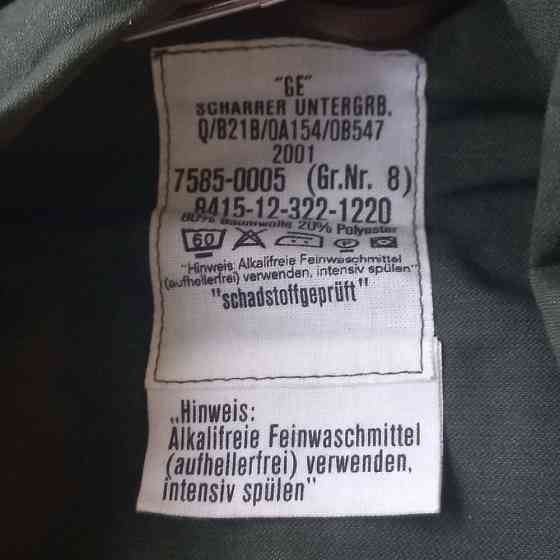 "GE"
SCHARRER UNTERGRB.
Q/B21B/0A154/0B547
2001
7585-0005 (Gr.Nr. 8)
8415-12-322-1220
80% Baumwolle 20% Polyester
60
"Hinweis: Alkalifreie Feinwaschmittel
(aufhellerfrei) verwenden, intensiv spülen"
"schadstoffgeprüft"
„Hinweis:
Alkalifreie Feinwaschmittel
(aufhellerfrei) verwenden,
intensiv spülen"